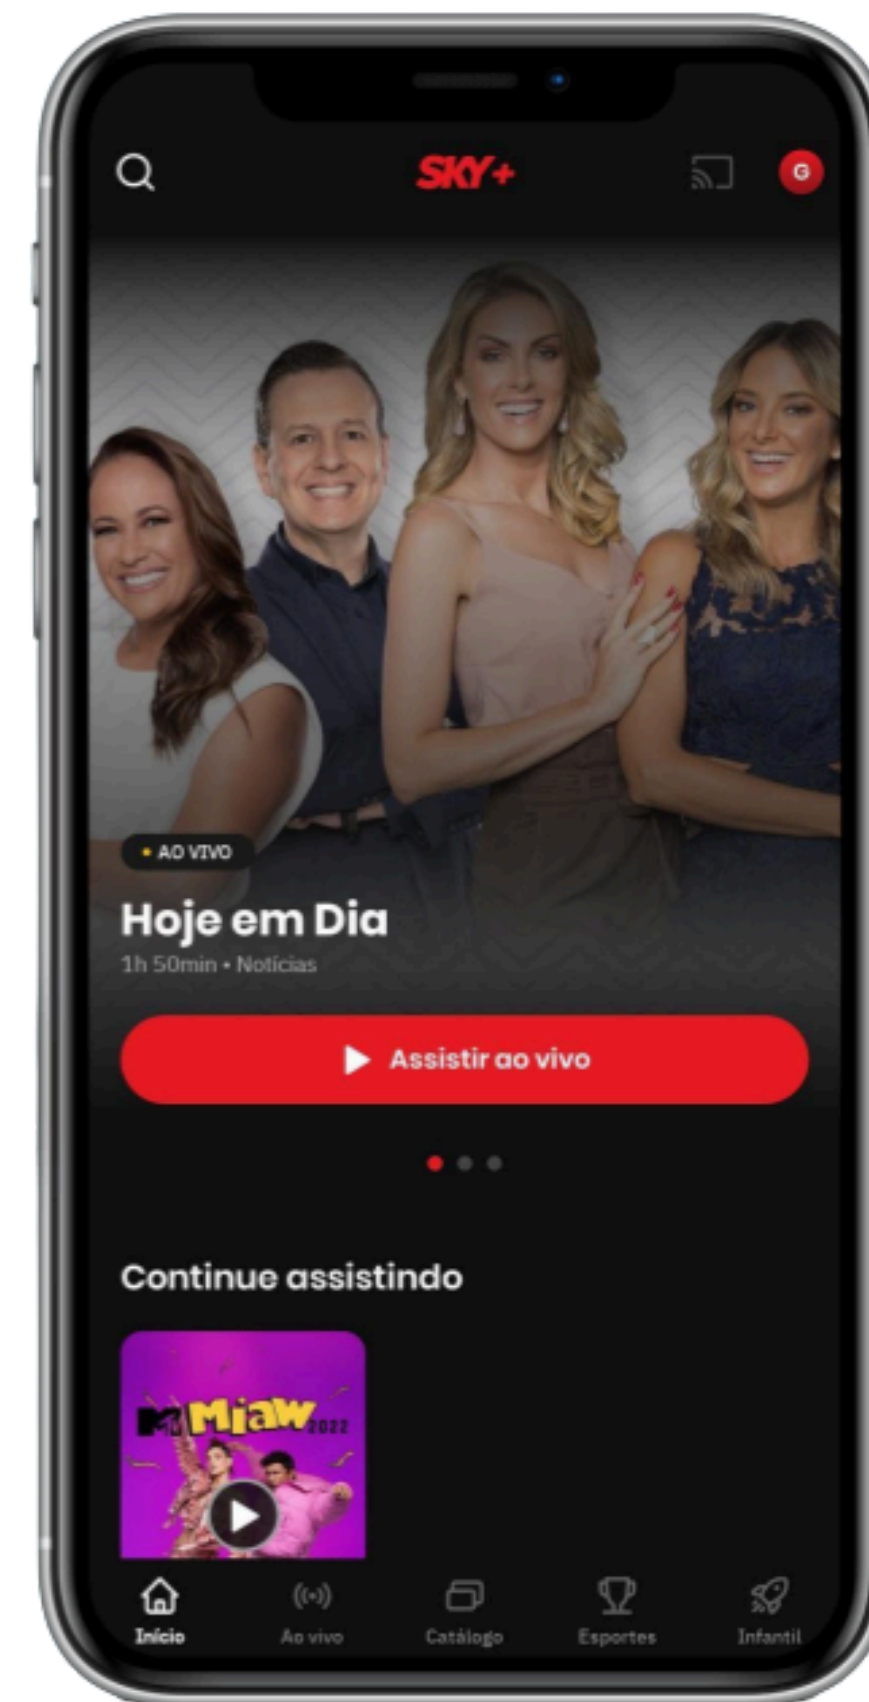 SKY+
G
AO VIVO
Hoje em Dia
1h 50min • Notícias
Assistir ao vivo
Continue assistindo
M Miaw 2022
Início
Ao vivo
Catálogo
Esportes
Infantil